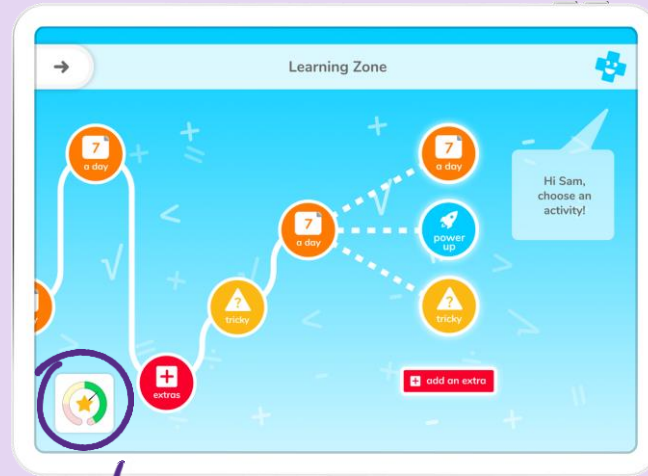 Learning Zone
7
a day
7
a day
7
a day
Hi Sam,
choose an
activity!
power
up
?
tricky
?
tricky
+
extras
+ add an extra